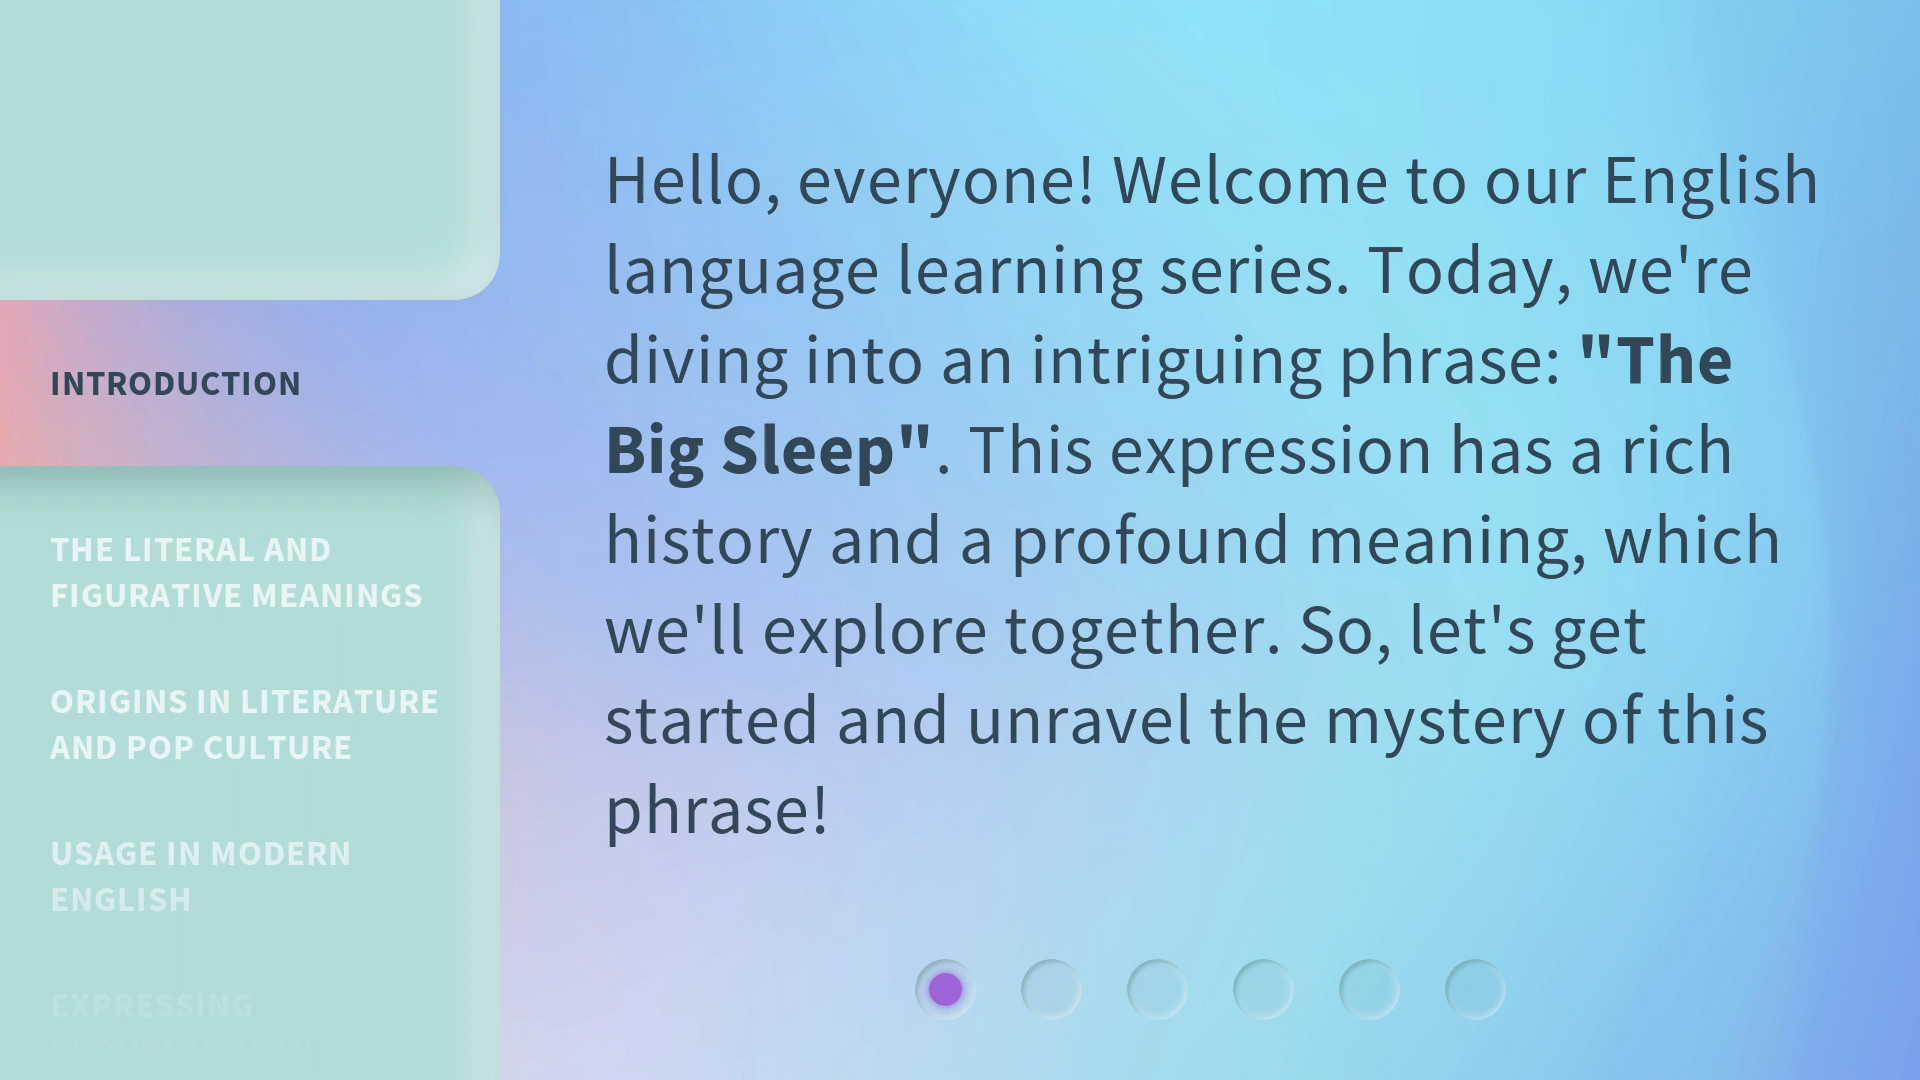 INTRODUCTION
THE LITERAL AND
FIGURATIVE MEANINGS
ORIGINS IN LITERATURE
AND POP CULTURE
USAGE IN MODERN
ENGLISH
EXPRESSING
EUPHEMISMS IN
Hello, everyone! Welcome to our English
language learning series. Today, we're
diving into an intriguing phrase: "The
Big Sleep". This expression has a rich
history and a profound meaning, which
we'll explore together. So, let's get
started and unravel the mystery of this
phrase!